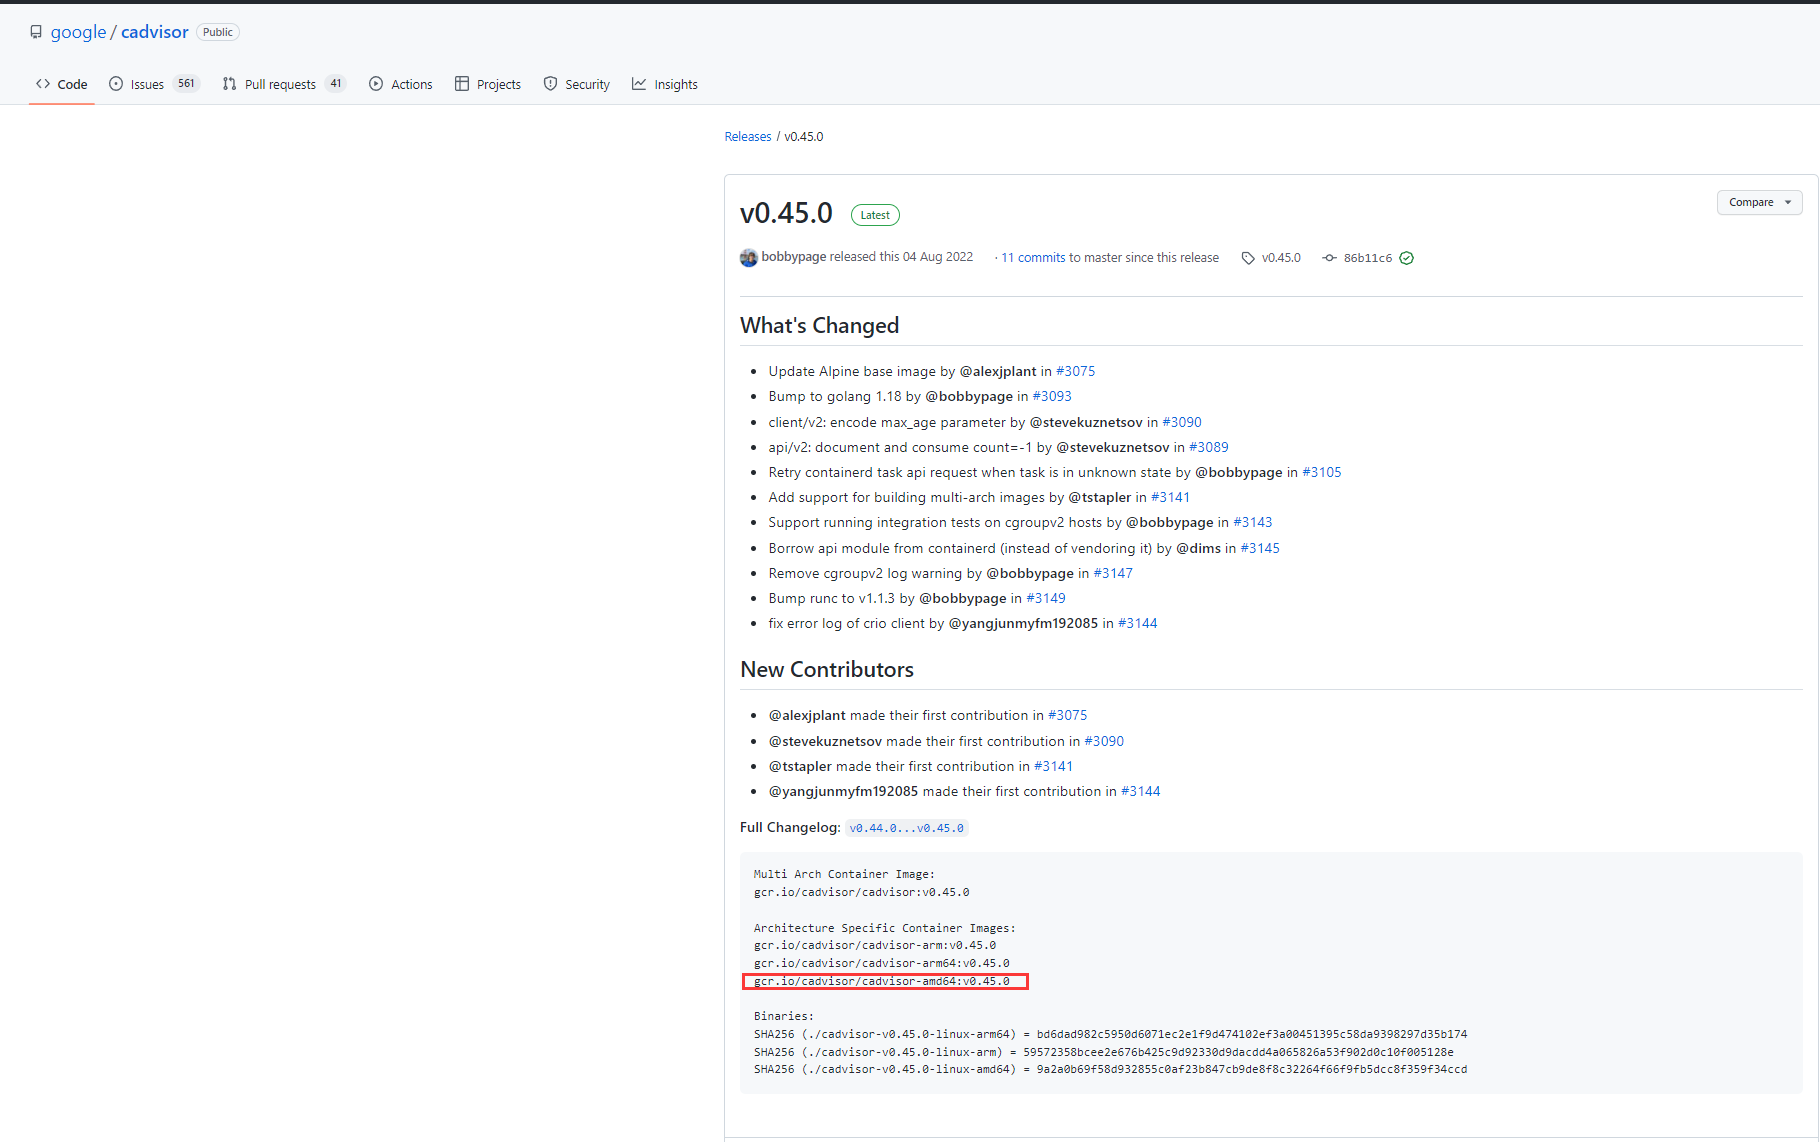 google / cadvisor Public
Code Issues 561 Pull requests 41 Actions Projects Security Insights
Releases / v0.45.0
v0.45.0 Latest Compare
bobbypage released this 04 Aug 2022 · 11 commits to master since this release v0.45.0 86b11c6
What's Changed
Update Alpine base image by @alexjplant in #3075
Bump to golang 1.18 by @bobbypage in #3093
client/v2: encode max_age parameter by @stevekuznetsov in #3090
api/v2: document and consume count=-1 by @stevekuznetsov in #3089
Retry containerd task api request when task is in unknown state by @bobbypage in #3105
Add support for building multi-arch images by @tstapler in #3141
Support running integration tests on cgroupv2 hosts by @bobbypage in #3143
Borrow api module from containerd (instead of vendoring it) by @dims in #3145
Remove cgroupv2 log warning by @bobbypage in #3147
Bump runc to v1.1.3 by @bobbypage in #3149
fix error log of crio client by @yangjunmyfm192085 in #3144
New Contributors
@alexjplant made their first contribution in #3075
@stevekuznetsov made their first contribution in #3090
@tstapler made their first contribution in #3141
@yangjunmyfm192085 made their first contribution in #3144
Full Changelog: v0.44.0...v0.45.0
Multi Arch Container Image:
gcr.io/cadvisor/cadvisor:v0.45.0
Architecture Specific Container Images:
gcr.io/cadvisor/cadvisor-arm:v0.45.0
gcr.io/cadvisor/cadvisor-arm64:v0.45.0
gcr.io/cadvisor/cadvisor-amd64:v0.45.0
Binaries:
SHA256 (./cadvisor-v0.45.0-linux-arm64) = bd6dad982c5950d6071ec2e1f9d474102ef3a00451395c58da9398297d35b174
SHA256 (./cadvisor-v0.45.0-linux-arm) = 59572358bcee2e676b425c9d92330d9dacdd4a065826a53f902d0c10f005128e
SHA256 (./cadvisor-v0.45.0-linux-amd64) = 9a2a0b69f58d932855c0af23b847cb9de8f8c32264f66f9fb5dcc8f359f34ccd